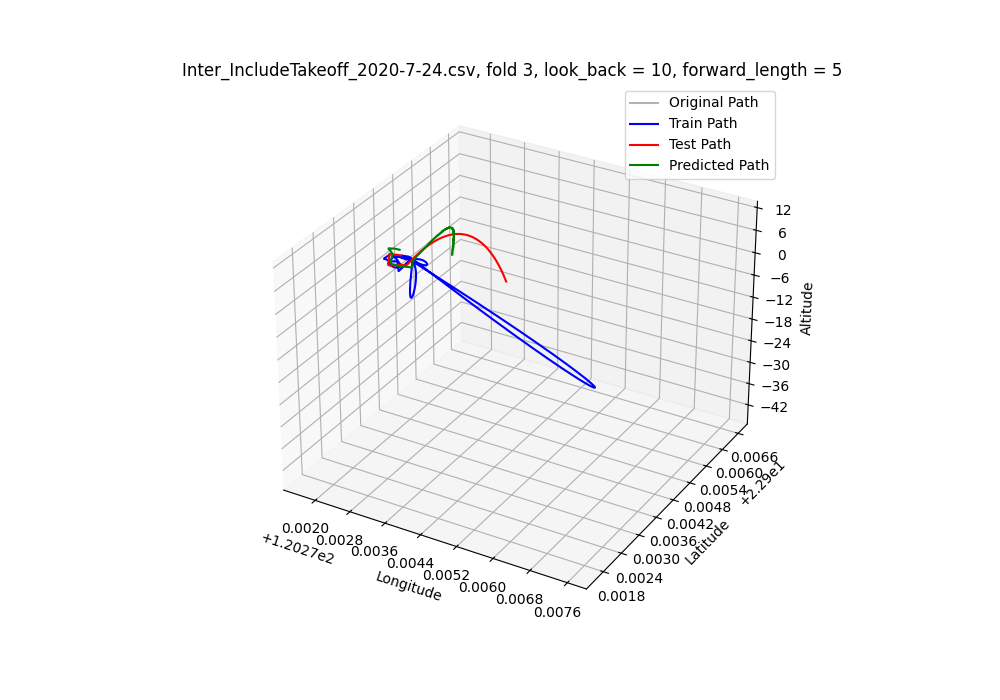 Inter_IncludeTakeoff_2020-7-24.csv, fold 3, look_back = 10, forward_length = 5
Original Path
Train Path
Test Path
Predicted Path
12
6
0
−6
−12
−18
−24
−30
−36
−42
Altitude
0.0066
0.0060
0.0054
0.0048
0.0042
0.0036
0.0030
0.0024
0.0018
+2.29e1
Latitude
0.0020
0.0028
0.0036
0.0044
0.0052
0.0060
0.0068
0.0076
+1.2027e2
Longitude